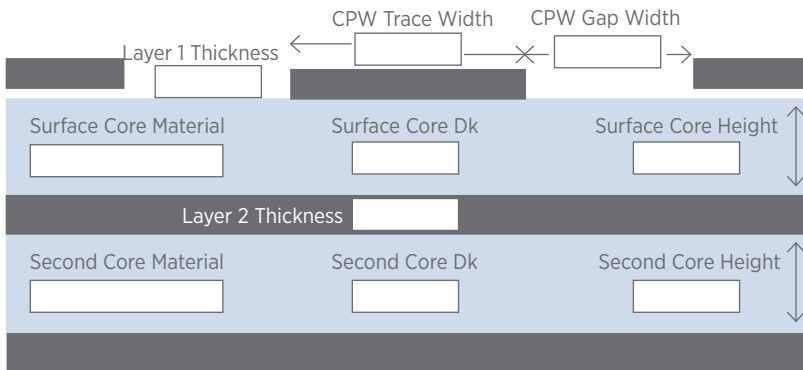 CPW Trace Width
CPW Gap Width
Layer 1 Thickness
Surface Core Material
Surface Core Dk
Surface Core Height
Layer 2 Thickness
Second Core Material
Second Core Dk
Second Core Height